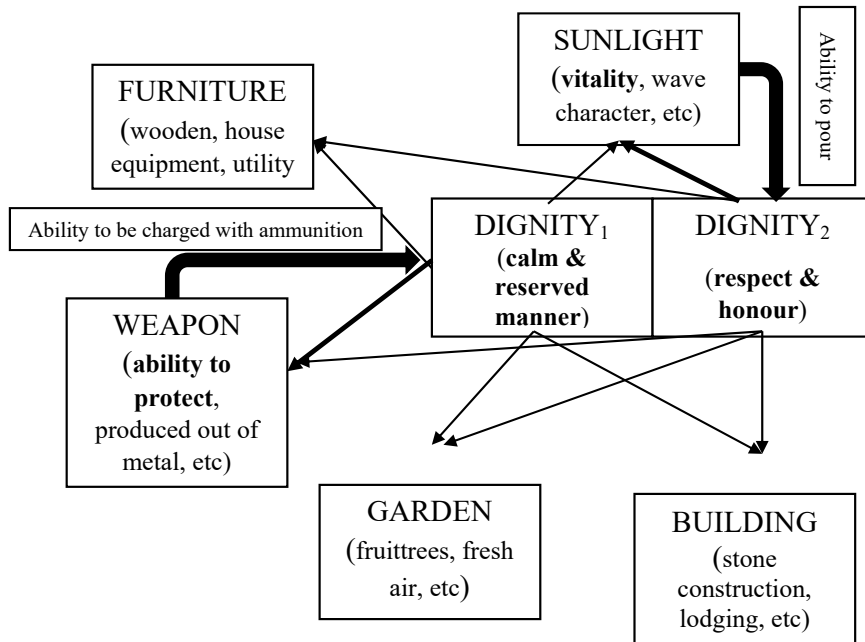 SUNLIGHT
(vitality, wave
character, etc)
Ability to
pour
FURNITURE
(wooden, house
equipment, utility
Ability to be charged with ammunition
DIGNITY₁
(calm &
reserved
manner)
DIGNITY₂
(respect &
honour)
WEAPON
(ability to
protect,
produced out of
metal, etc)
GARDEN
(fruittrees, fresh
air, etc)
BUILDING
(stone
construction,
lodging, etc)